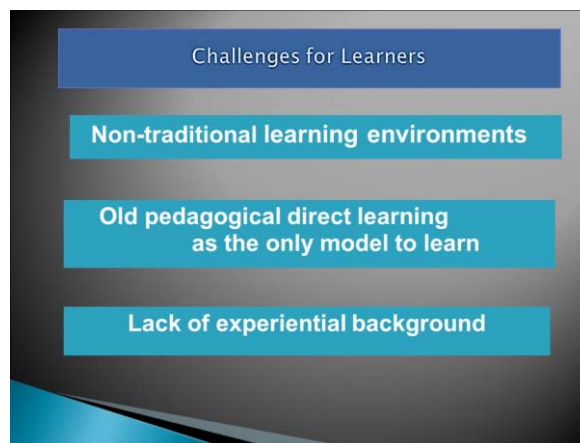 Challenges for Learners
Non-traditional learning environments
Old pedagogical direct learning
as the only model to learn
Lack of experiential background